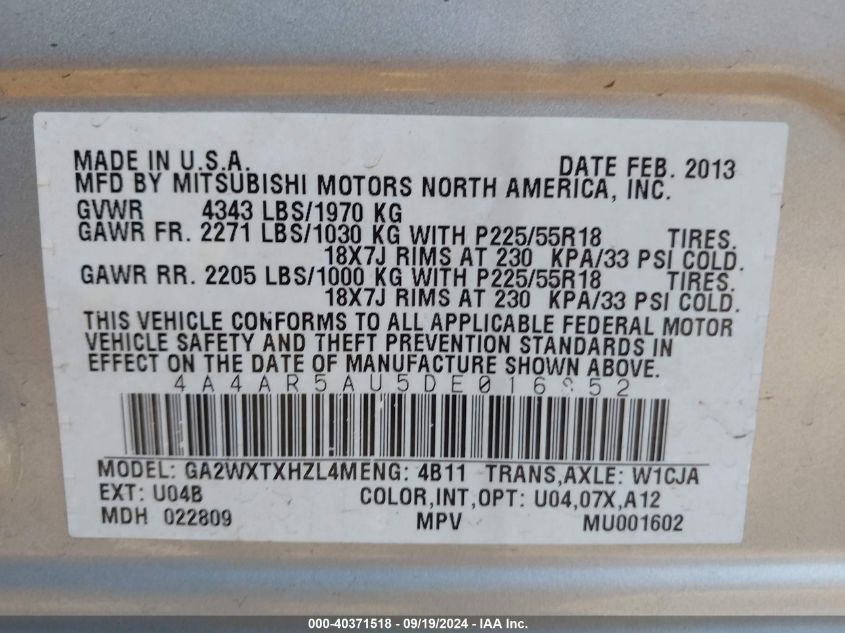 MADE IN U.S.A. DATE FEB. 2013
MFD BY MITSUBISHI MOTORS NORTH AMERICA, INC.
GVWR 4343 LBS/1970 KG
GAWR FR. 2271 LBS/1030 KG WITH P225/55R18 TIRES.
18X7J RIMS AT 230 KPA/33 PSI COLD.
GAWR RR. 2205 LBS/1000 KG WITH P225/55R18 TIRES.
18X7J RIMS AT 230 KPA/33 PSI COLD.
THIS VEHICLE CONFORMS TO ALL APPLICABLE FEDERAL MOTOR
VEHICLE SAFETY AND THEFT PREVENTION STANDARDS IN
EFFECT ON THE DATE OF MANUFACTURE SHOWN ABOVE.
4A4AR5AU5DE016852
MODEL: GA2WXTXHZL4MENG: 4B11 TRANS,AXLE: W1CJA
EXT: U04B COLOR,INT,OPT: U04,07X,A12
MDH 022809 MPV MU001602
000-40371518 - 09/19/2024 - IAA Inc.